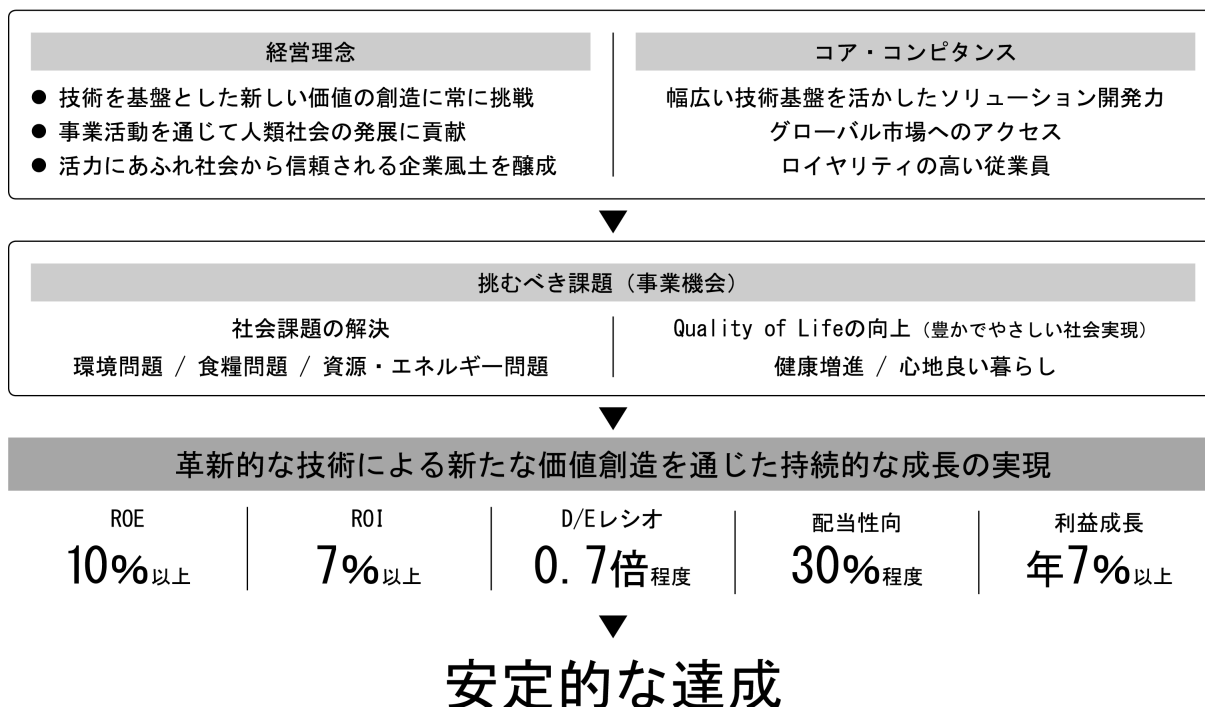 経営理念
● 技術を基盤とした新しい価値の創造に常に挑戦
● 事業活動を通じて人類社会の発展に貢献
● 活力にあふれ社会から信頼される企業風土を醸成
コア・コンピタンス
幅広い技術基盤を活かしたソリューション開発力
グローバル市場へのアクセス
ロイヤリティの高い従業員
挑むべき課題（事業機会）
社会課題の解決
環境問題 / 食糧問題 / 資源・エネルギー問題
Quality of Lifeの向上（豊かでやさしい社会実現）
健康増進 / 心地良い暮らし
革新的な技術による新たな価値創造を通じた持続的な成長の実現
ROE
10%以上
ROI
7%以上
D/Eレシオ
0.7倍程度
配当性向
30%程度
利益成長
年7%以上
安定的な達成